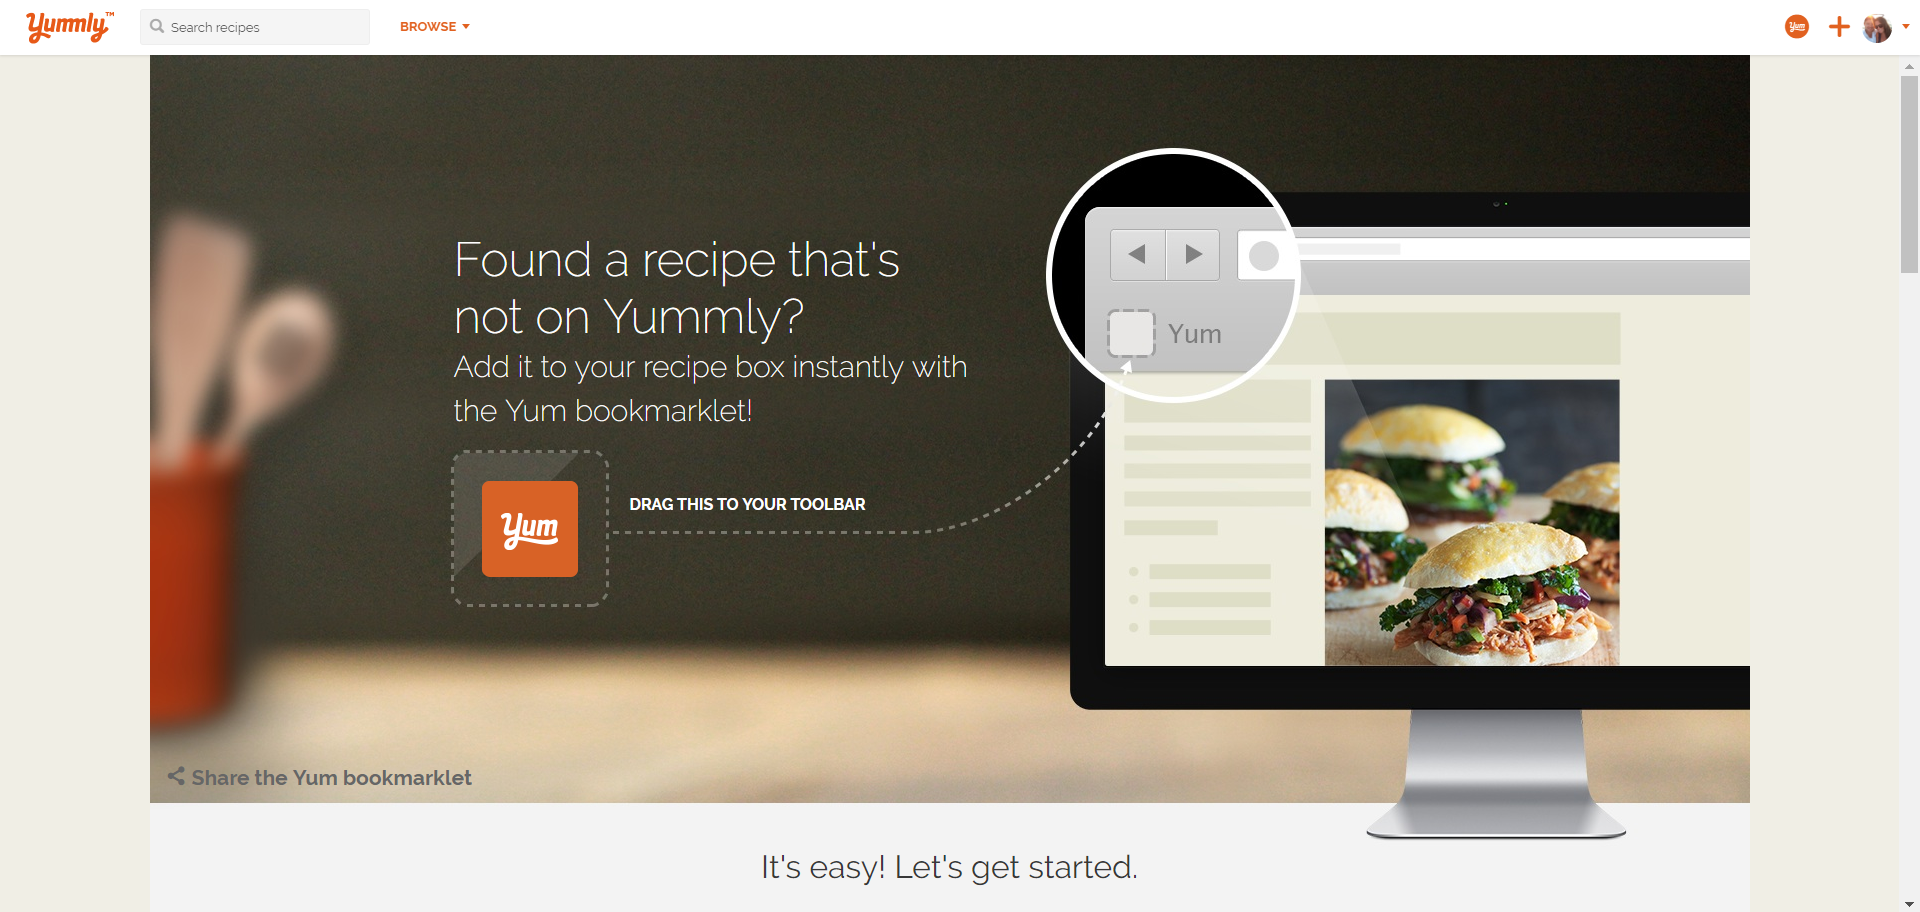 Yummly™
Search recipes
BROWSE
Yum
Found a recipe that's
not on Yummly?
Add it to your recipe box instantly with
the Yum bookmarklet!
Yum
DRAG THIS TO YOUR TOOLBAR
Yum
Share the Yum bookmarklet
It's easy! Let's get started.